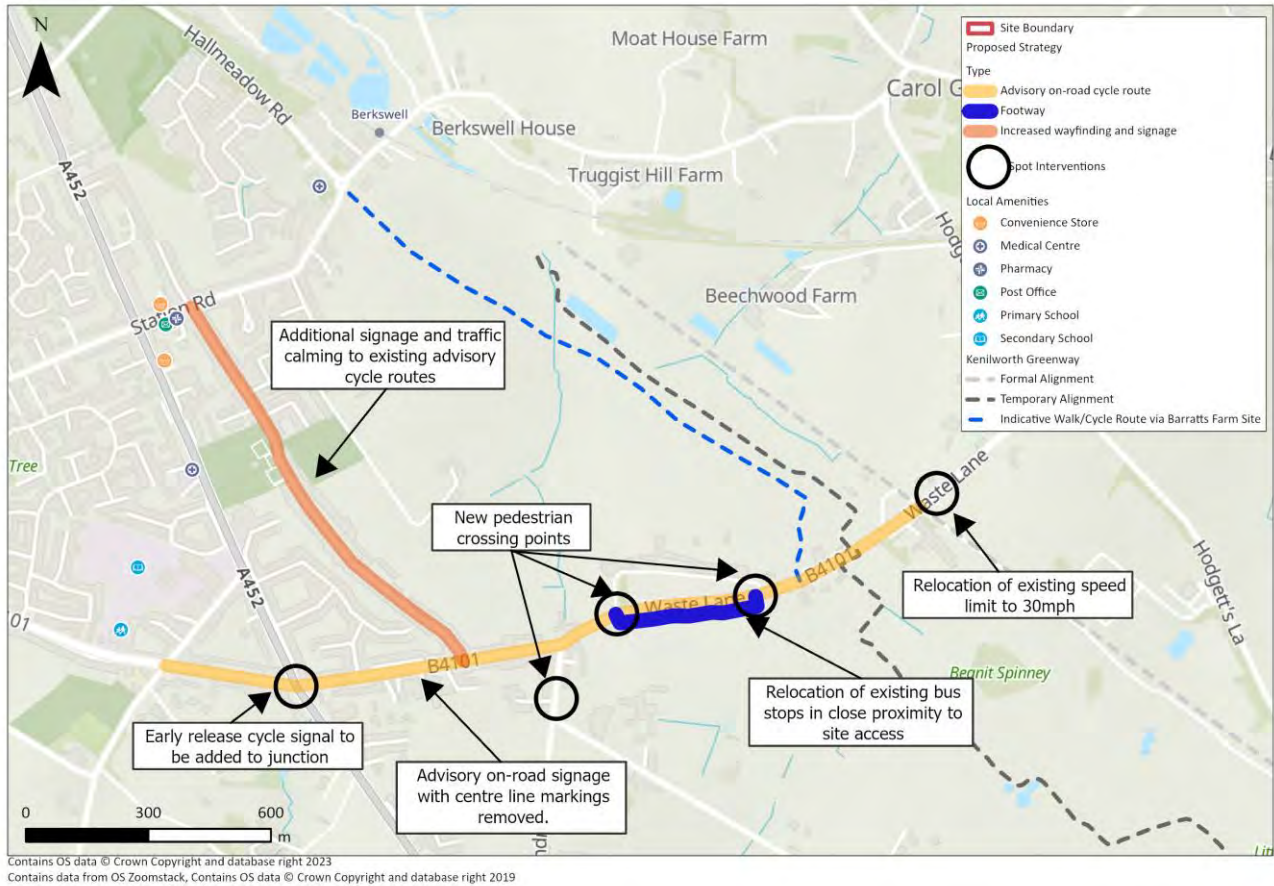 N
Hallmeadow Rd
Moat House Farm
Carol G
Berkswell
Berkswell House
A452
Truggist Hill Farm
Hodg
Beechwood Farm
Station Rd
Additional signage and traffic
calming to existing advisory
cycle routes
Tree
New pedestrian
crossing points
Waste Lane
B410
Relocation of existing speed
limit to 30mph
Hodgett's La
A452
Waste Lane
01
B4101
Begnit Spinney
Relocation of existing bus
stops in close proximity to
site access
Early release cycle signal to
be added to junction
Advisory on-road signage
with centre line markings
removed.
0 300 600
m
Site Boundary
Proposed Strategy
Type
Advisory on-road cycle route
Footway
Increased wayfinding and signage
Spot Interventions
Local Amenities
Convenience Store
Medical Centre
Pharmacy
Post Office
Primary School
Secondary School
Kenilworth Greenway
Formal Alignment
Temporary Alignment
Indicative Walk/Cycle Route via Barratts Farm Site
Contains OS data © Crown Copyright and database right 2023
Contains data from OS Zoomstack, Contains OS data © Crown Copyright and database right 2019